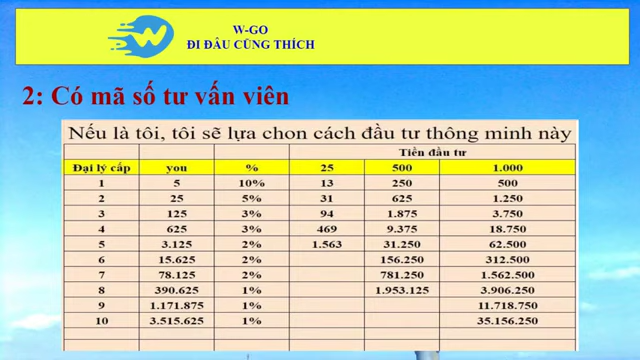 W
W-GO
ĐI ĐÂU CŨNG THÍCH
2: Có mã số tư vấn viên
Nếu là tôi, tôi sẽ lựa chon cách đầu tư thông minh này
Tiền đầu tư
Đại lý cấp you % 25 500 1.000
1 5 10% 13 250 500
2 25 5% 31 625 1.250
3 125 3% 94 1.875 3.750
4 625 3% 469 9.375 18.750
5 3.125 2% 1.563 31.250 62.500
6 15.625 2% 156.250 312.500
7 78.125 2% 781.250 1.562.500
8 390.625 1% 1.953.125 3.906.250
9 1.171.875 1% 11.718.750
10 3.515.625 1% 35.156.250